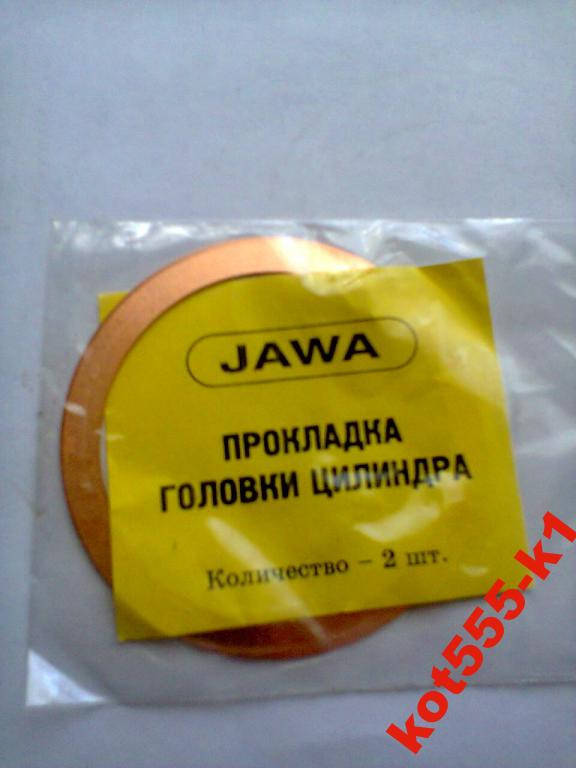 JAWA
ПРОКЛАДКА
ГОЛОВКИ ЦИЛИНДРА
Количество - 2 шт.
kot555-k1